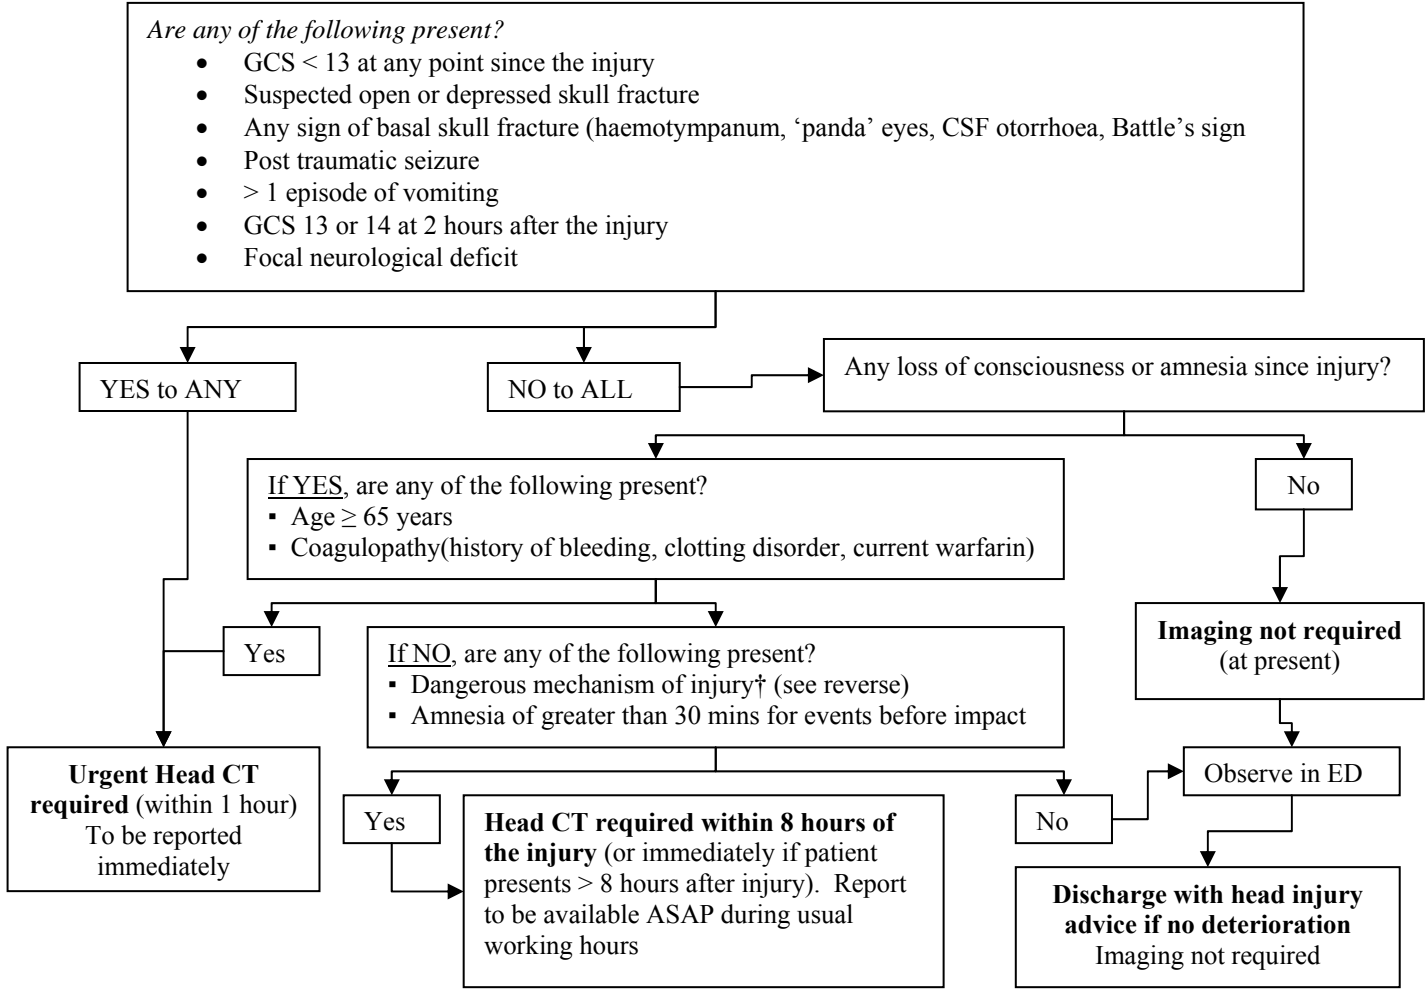 Are any of the following present?
• GCS < 13 at any point since the injury
• Suspected open or depressed skull fracture
• Any sign of basal skull fracture (haemotympanum, ‘panda’ eyes, CSF otorrhoea, Battle’s sign
• Post traumatic seizure
• > 1 episode of vomiting
• GCS 13 or 14 at 2 hours after the injury
• Focal neurological deficit
YES to ANY
NO to ALL
Any loss of consciousness or amnesia since injury?
If YES, are any of the following present?
▪ Age ≥ 65 years
▪ Coagulopathy(history of bleeding, clotting disorder, current warfarin)
No
Yes
If NO, are any of the following present?
▪ Dangerous mechanism of injury† (see reverse)
▪ Amnesia of greater than 30 mins for events before impact
Imaging not required
(at present)
Urgent Head CT
required (within 1 hour)
To be reported
immediately
Yes
Head CT required within 8 hours of
the injury (or immediately if patient
presents > 8 hours after injury). Report
to be available ASAP during usual
working hours
No
Observe in ED
Discharge with head injury
advice if no deterioration
Imaging not required